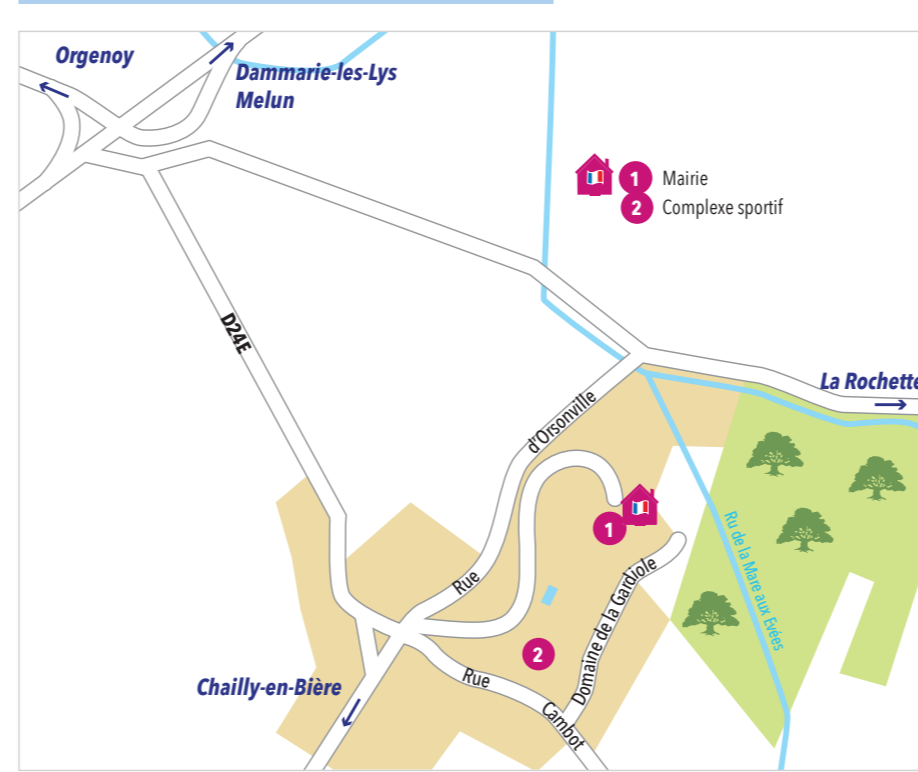 Orgenoy
Dammarie-les-Lys
Melun
1 Mairie
2 Complexe sportif
D24E
La Rochette
Rue d'Orsonville
1
Ru de la Mare aux Evées
Domaine de la Gardiole
2
Chailly-en-Bière
Rue Cambot